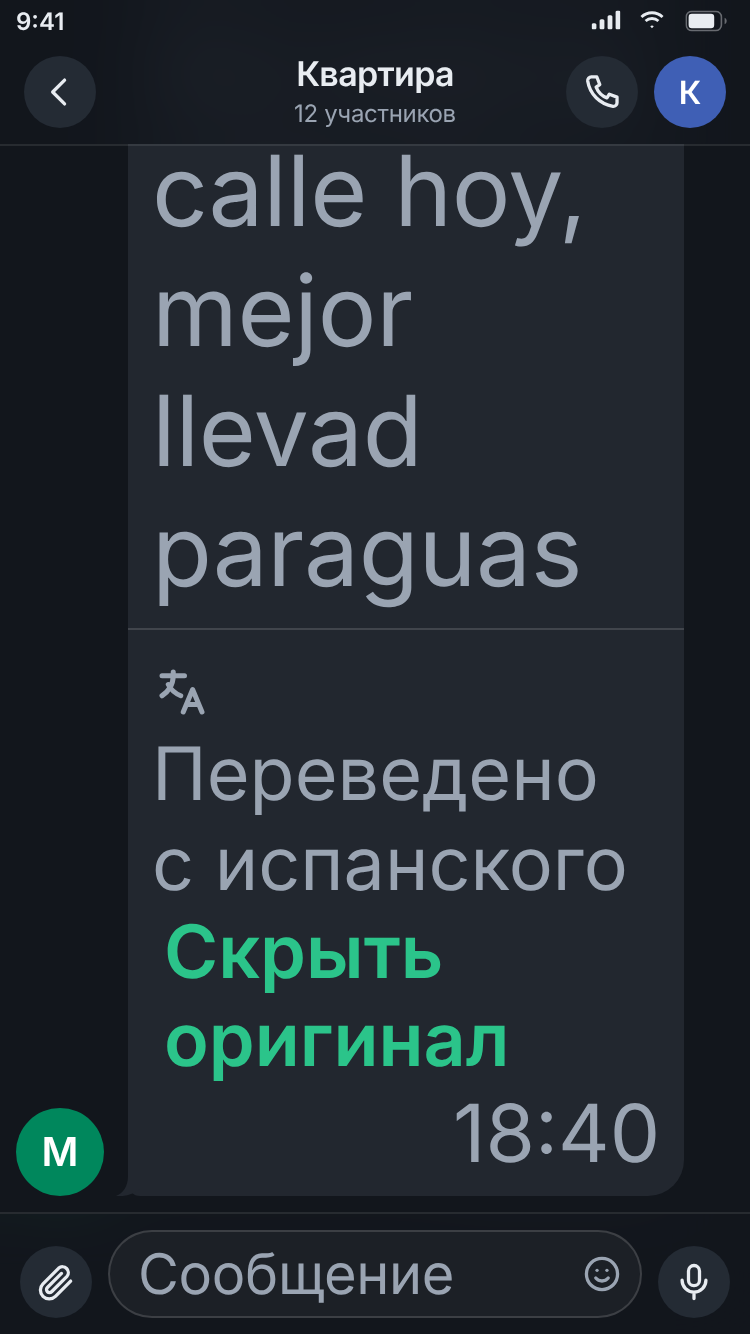 9:41
Квартира
12 участников
К
calle hoy,
mejor
llevad
paraguas
Переведено
с испанского
Скрыть
оригинал
18:40
М
Сообщение